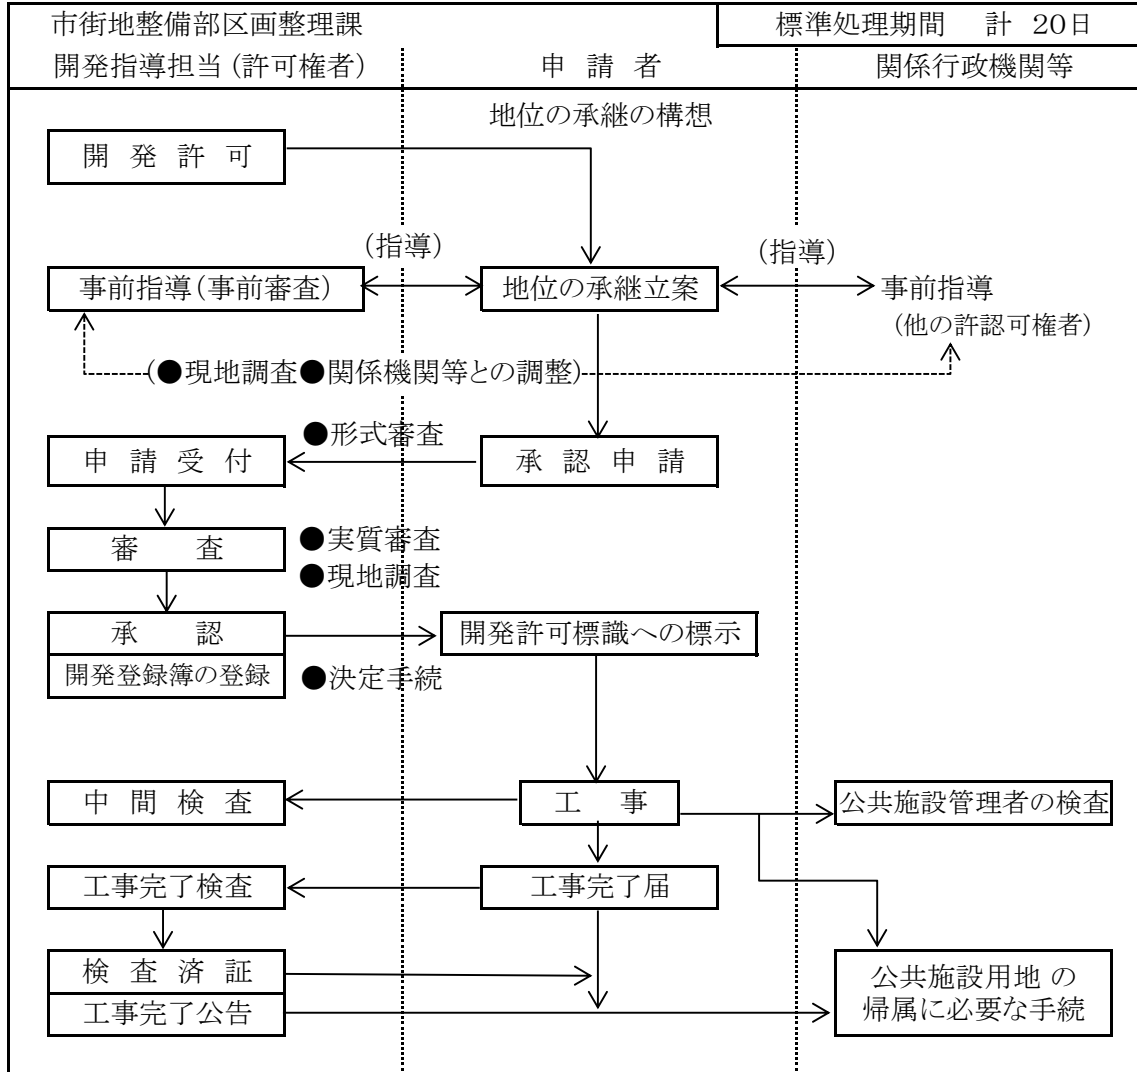 市街地整備部区画整理課
標準処理期間 計 20日
開発指導担当(許可権者)
申請者
関係行政機関等
地位の承継の構想
開発許可
(指導)
(指導)
事前指導(事前審査)
地位の承継立案
事前指導
(他の許認可権者)
(●現地調査●関係機関等との調整)
●形式審査
申請受付
承認申請
審査
●実質審査
●現地調査
承認
開発許可標識への標示
開発登録簿の登録
●決定手続
中間検査
工事
公共施設管理者の検査
工事完了検査
工事完了届
検査済証
公共施設用地の
帰属に必要な手続
工事完了公告